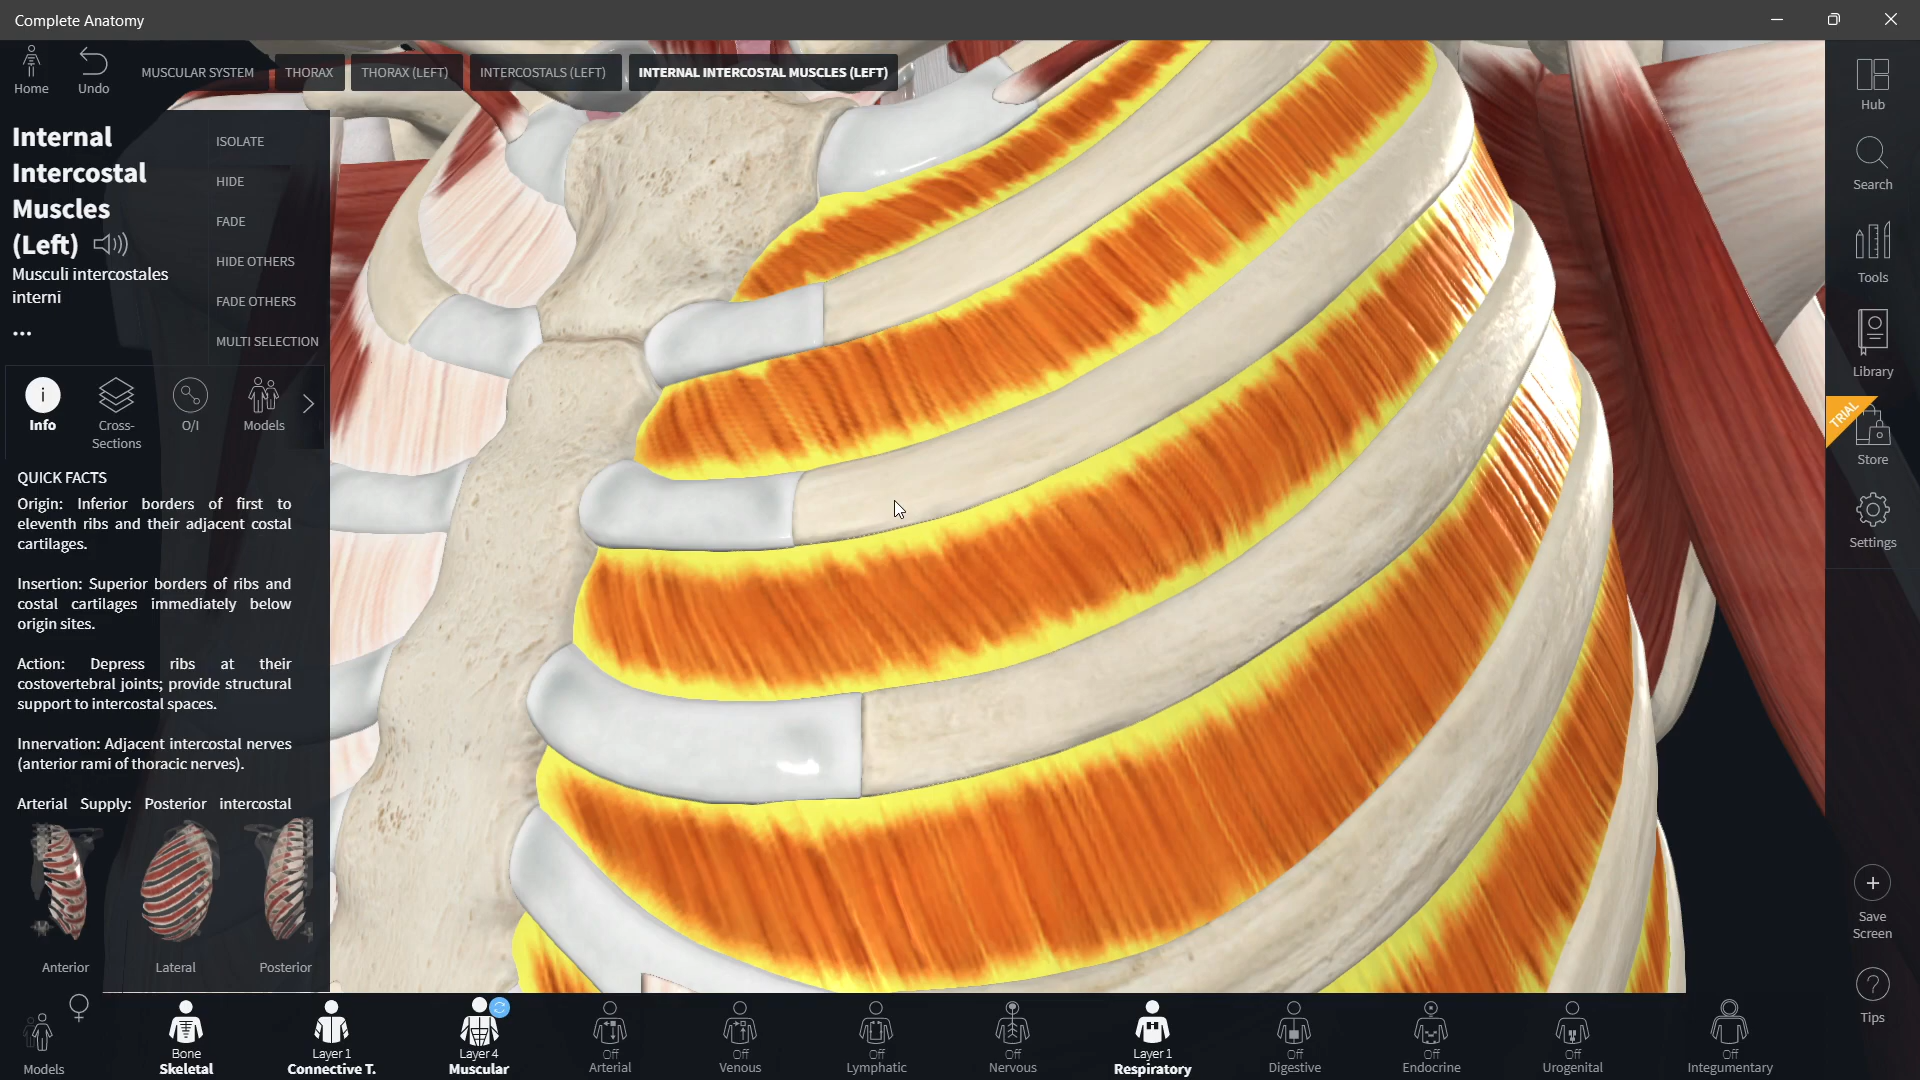 Complete Anatomy
Home
Undo
MUSCULAR SYSTEM
THORAX
THORAX (LEFT)
INTERCOSTALS (LEFT)
INTERNAL INTERCOSTAL MUSCLES (LEFT)
Internal
Intercostal
Muscles
(Left)
Musculi intercostales
interni
...
ISOLATE
HIDE
FADE
HIDE OTHERS
FADE OTHERS
MULTI SELECTION
Info
Cross-
Sections
O/I
Models
QUICK FACTS
Origin: Inferior borders of first to
eleventh ribs and their adjacent costal
cartilages.
Insertion: Superior borders of ribs and
costal cartilages immediately below
origin sites.
Action: Depress ribs at their
costovertebral joints; provide structural
support to intercostal spaces.
Innervation: Adjacent intercostal nerves
(anterior rami of thoracic nerves).
Arterial Supply: Posterior intercostal
Anterior
Lateral
Posterior
Hub
Search
Tools
Library
TRIAL
Store
Settings
Save
Screen
Tips
Models
Bone
Skeletal
Layer 1
Connective T.
Layer 4
Muscular
Off
Arterial
Off
Venous
Off
Lymphatic
Off
Nervous
Layer 1
Respiratory
Off
Digestive
Off
Endocrine
Off
Urogenital
Off
Integumentary